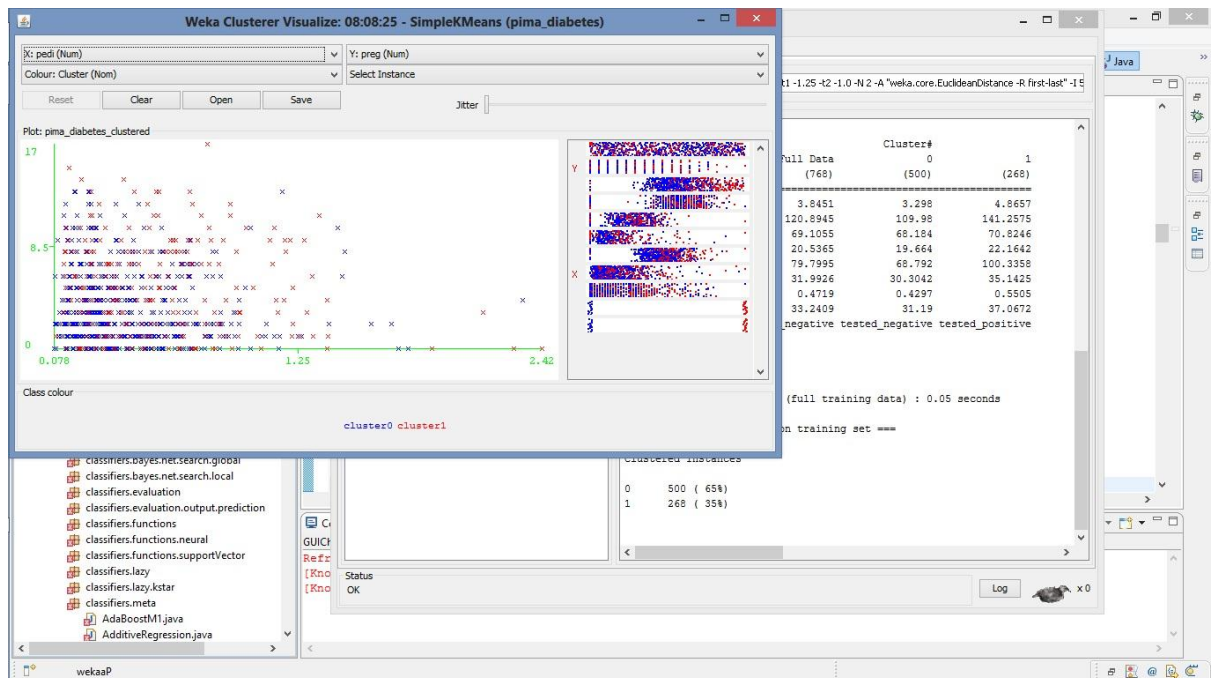 Weka Clusterer Visualize: 08:08:25 - SimpleKMeans (pima_diabetes)
X: pedi (Num)
Y: preg (Num)
Colour: Cluster (Nom)
Select Instance
Reset
Clear
Open
Save
Jitter
Plot: pima_diabetes_clustered
17
8.5
0
0.078
1.25
2.42
Y
X
Class colour
cluster0 cluster1
Java
-t2 -1.0 -N 2 -A "weka.core.EuclideanDistance -R first-last" -I 5
Cluster#
Full Data 0 1
(768) (500) (268)
3.8451 3.298 4.8657
120.8945 109.98 141.2575
69.1055 68.184 70.8246
20.5365 19.664 22.1642
79.7995 68.792 100.3358
31.9926 30.3042 35.1425
0.4719 0.4297 0.5505
33.2409 31.19 37.0672
_negative tested_negative tested_positive
(full training data) : 0.05 seconds
on training set ===
Clustered Instances
0 500 ( 65%)
1 268 ( 35%)
classifiers.bayes.net.search.global
classifiers.bayes.net.search.local
classifiers.evaluation
classifiers.evaluation.output.prediction
classifiers.functions
classifiers.functions.neural
classifiers.functions.supportVector
classifiers.lazy
classifiers.lazy.kstar
classifiers.meta
AdaBoostM1.java
AdditiveRegression.java
GUICh
Refr
[Kno
[Kno
Status
OK
Log
x 0
wekaaP